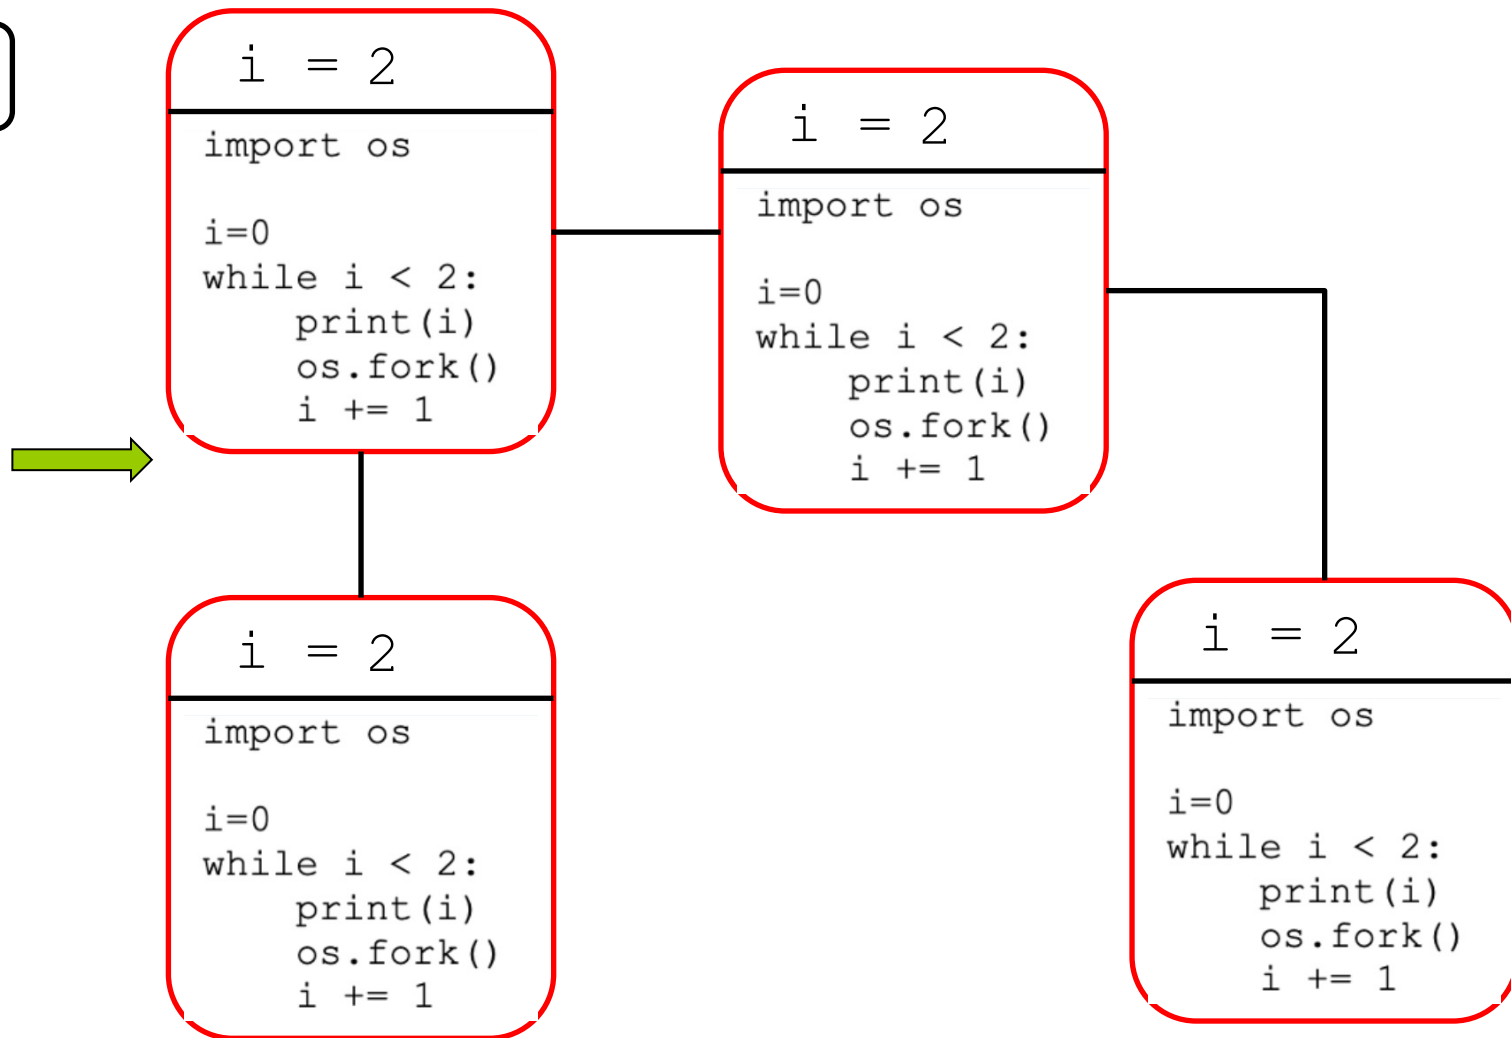 i = 2
import os
i=0
while i < 2:
print(i)
os.fork()
i += 1
i = 2
import os
i=0
while i < 2:
print(i)
os.fork()
i += 1
i = 2
import os
i=0
while i < 2:
print(i)
os.fork()
i += 1
i = 2
import os
i=0
while i < 2:
print(i)
os.fork()
i += 1